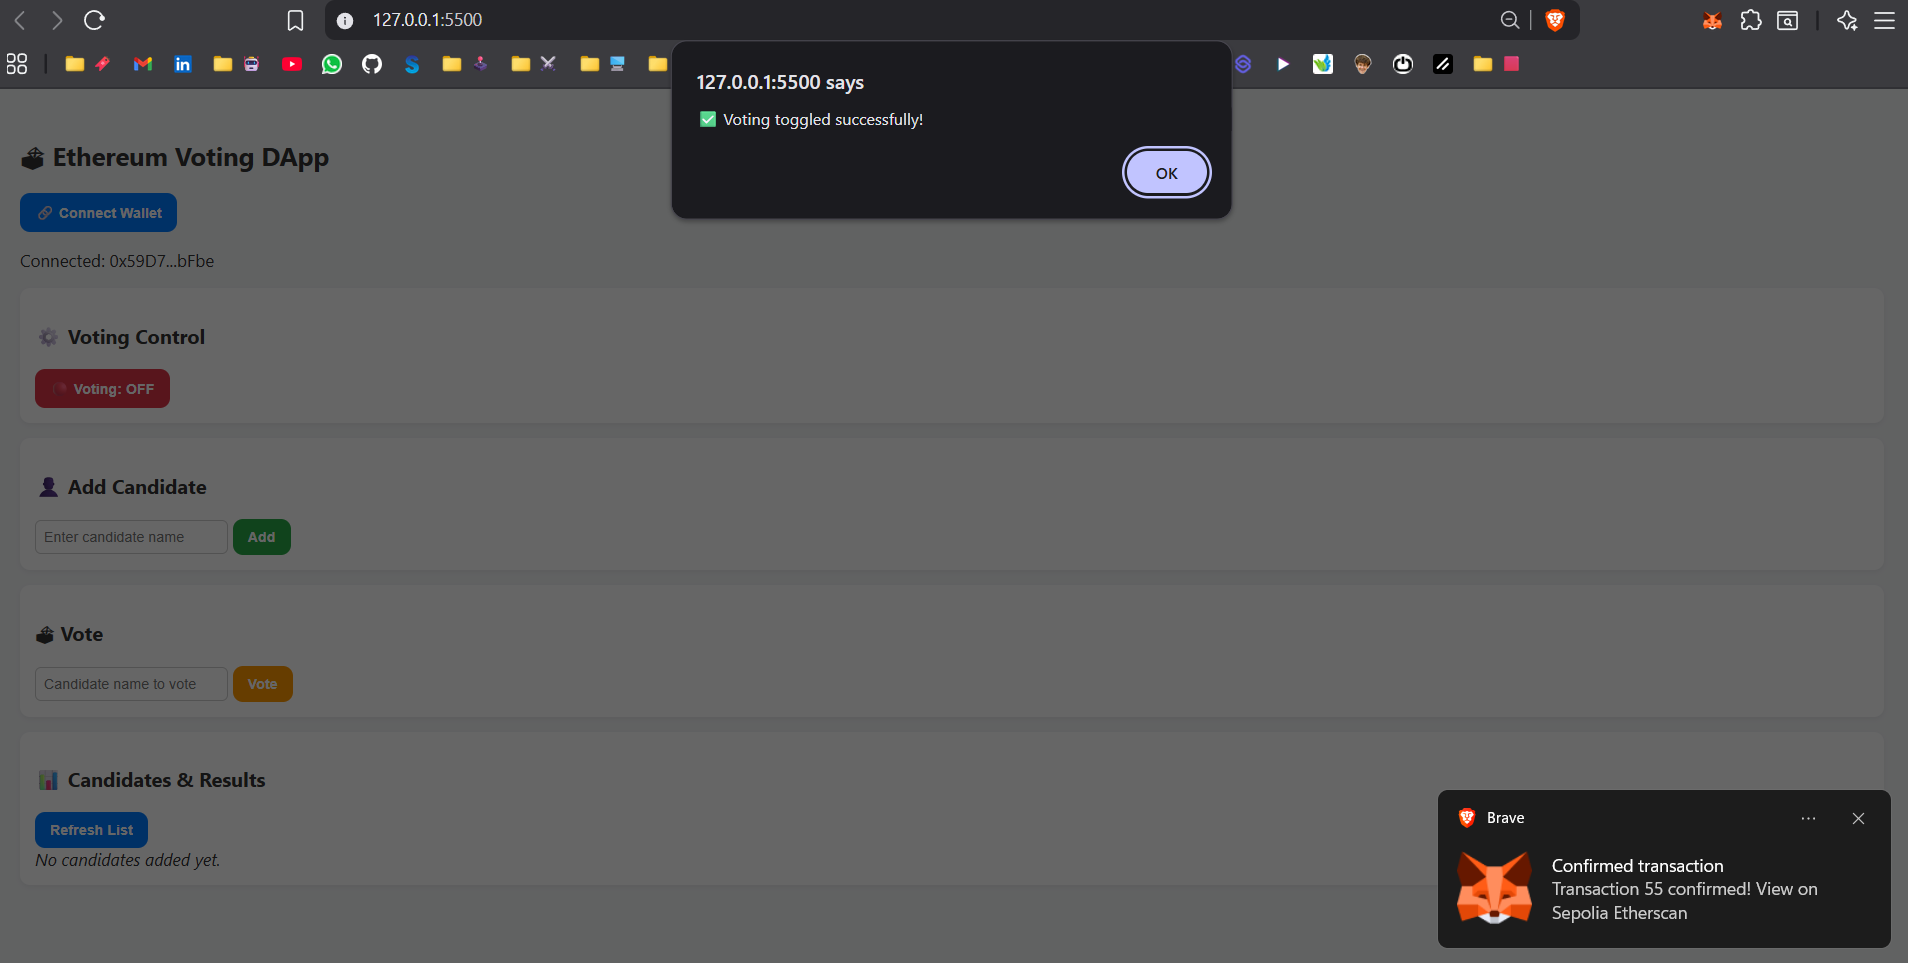 127.0.0.1:5500
127.0.0.1:5500 says
✅ Voting toggled successfully!
OK
🗳 Ethereum Voting DApp
🔗 Connect Wallet
Connected: 0x59D7...bFbe
⚙️ Voting Control
🔴 Voting: OFF
👤 Add Candidate
Enter candidate name
Add
🗳 Vote
Candidate name to vote
Vote
📊 Candidates & Results
Refresh List
No candidates added yet.
Brave
Confirmed transaction
Transaction 55 confirmed! View on
Sepolia Etherscan